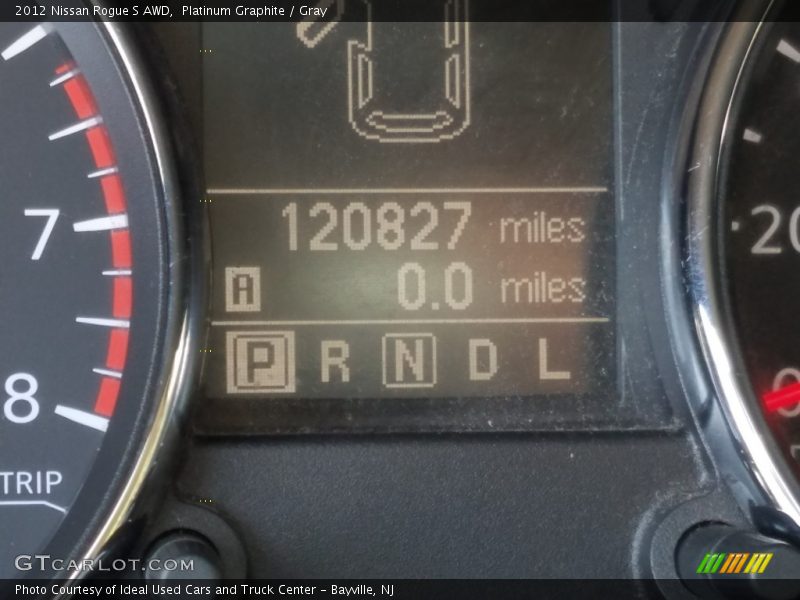 2012 Nissan Rogue S AWD, Platinum Graphite / Gray
120827 miles
A 0.0 miles
P R N D L
7
8
TRIP
20
0
GTCARLOT.COM
Photo Courtesy of Ideal Used Cars and Truck Center - Bayville, NJ